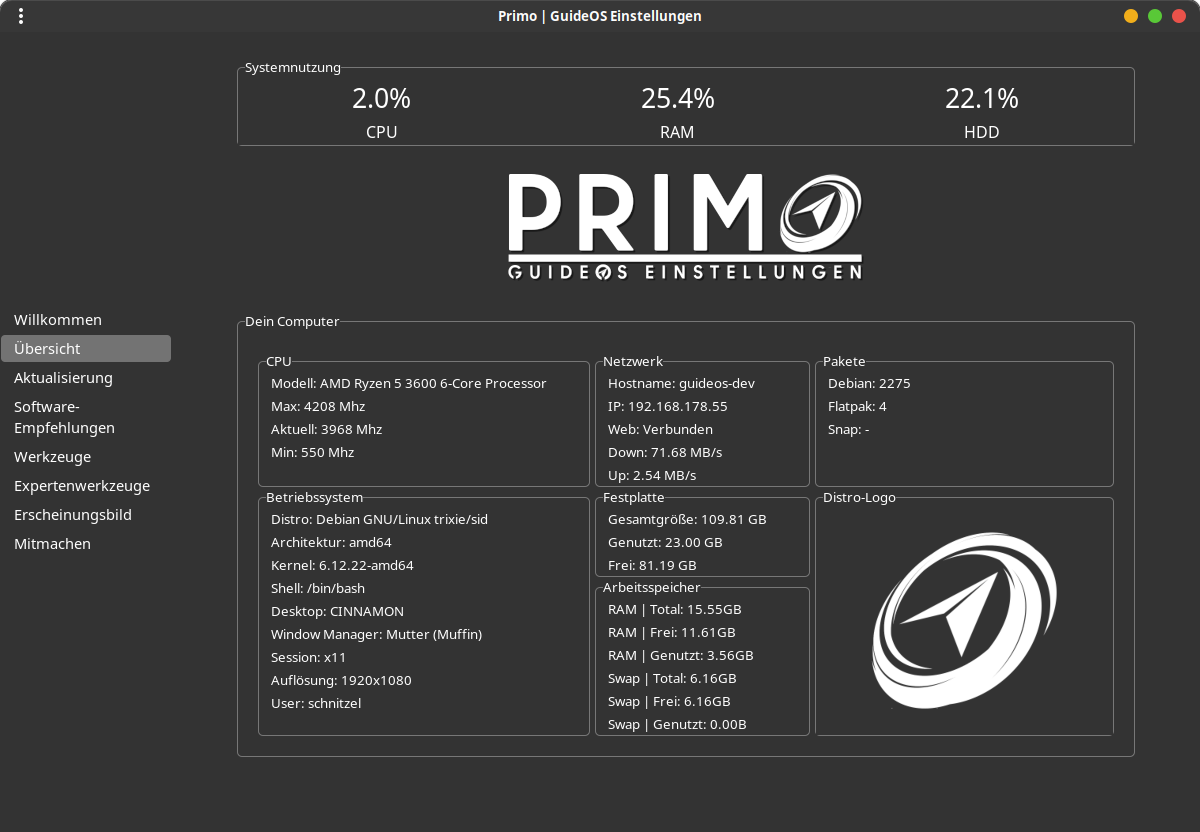 Primo | GuideOS Einstellungen
Systemnutzung
2.0%
25.4%
22.1%
CPU
RAM
HDD
PRIMO
GUIDEOS EINSTELLUNGEN
Willkommen
Übersicht
Aktualisierung
Software-
Empfehlungen
Werkzeuge
Expertenwerkzeuge
Erscheinungsbild
Mitmachen
Dein Computer
CPU
Modell: AMD Ryzen 5 3600 6-Core Processor
Max: 4208 Mhz
Aktuell: 3968 Mhz
Min: 550 Mhz
Netzwerk
Hostname: guideos-dev
IP: 192.168.178.55
Web: Verbunden
Down: 71.68 MB/s
Up: 2.54 MB/s
Pakete
Debian: 2275
Flatpak: 4
Snap: -
Betriebssystem
Distro: Debian GNU/Linux trixie/sid
Architektur: amd64
Kernel: 6.12.22-amd64
Shell: /bin/bash
Desktop: CINNAMON
Window Manager: Mutter (Muffin)
Session: x11
Auflösung: 1920x1080
User: schnitzel
Festplatte
Gesamtgröße: 109.81 GB
Genutzt: 23.00 GB
Frei: 81.19 GB
Arbeitsspeicher
RAM | Total: 15.55GB
RAM | Frei: 11.61GB
RAM | Genutzt: 3.56GB
Swap | Total: 6.16GB
Swap | Frei: 6.16GB
Swap | Genutzt: 0.00B
Distro-Logo